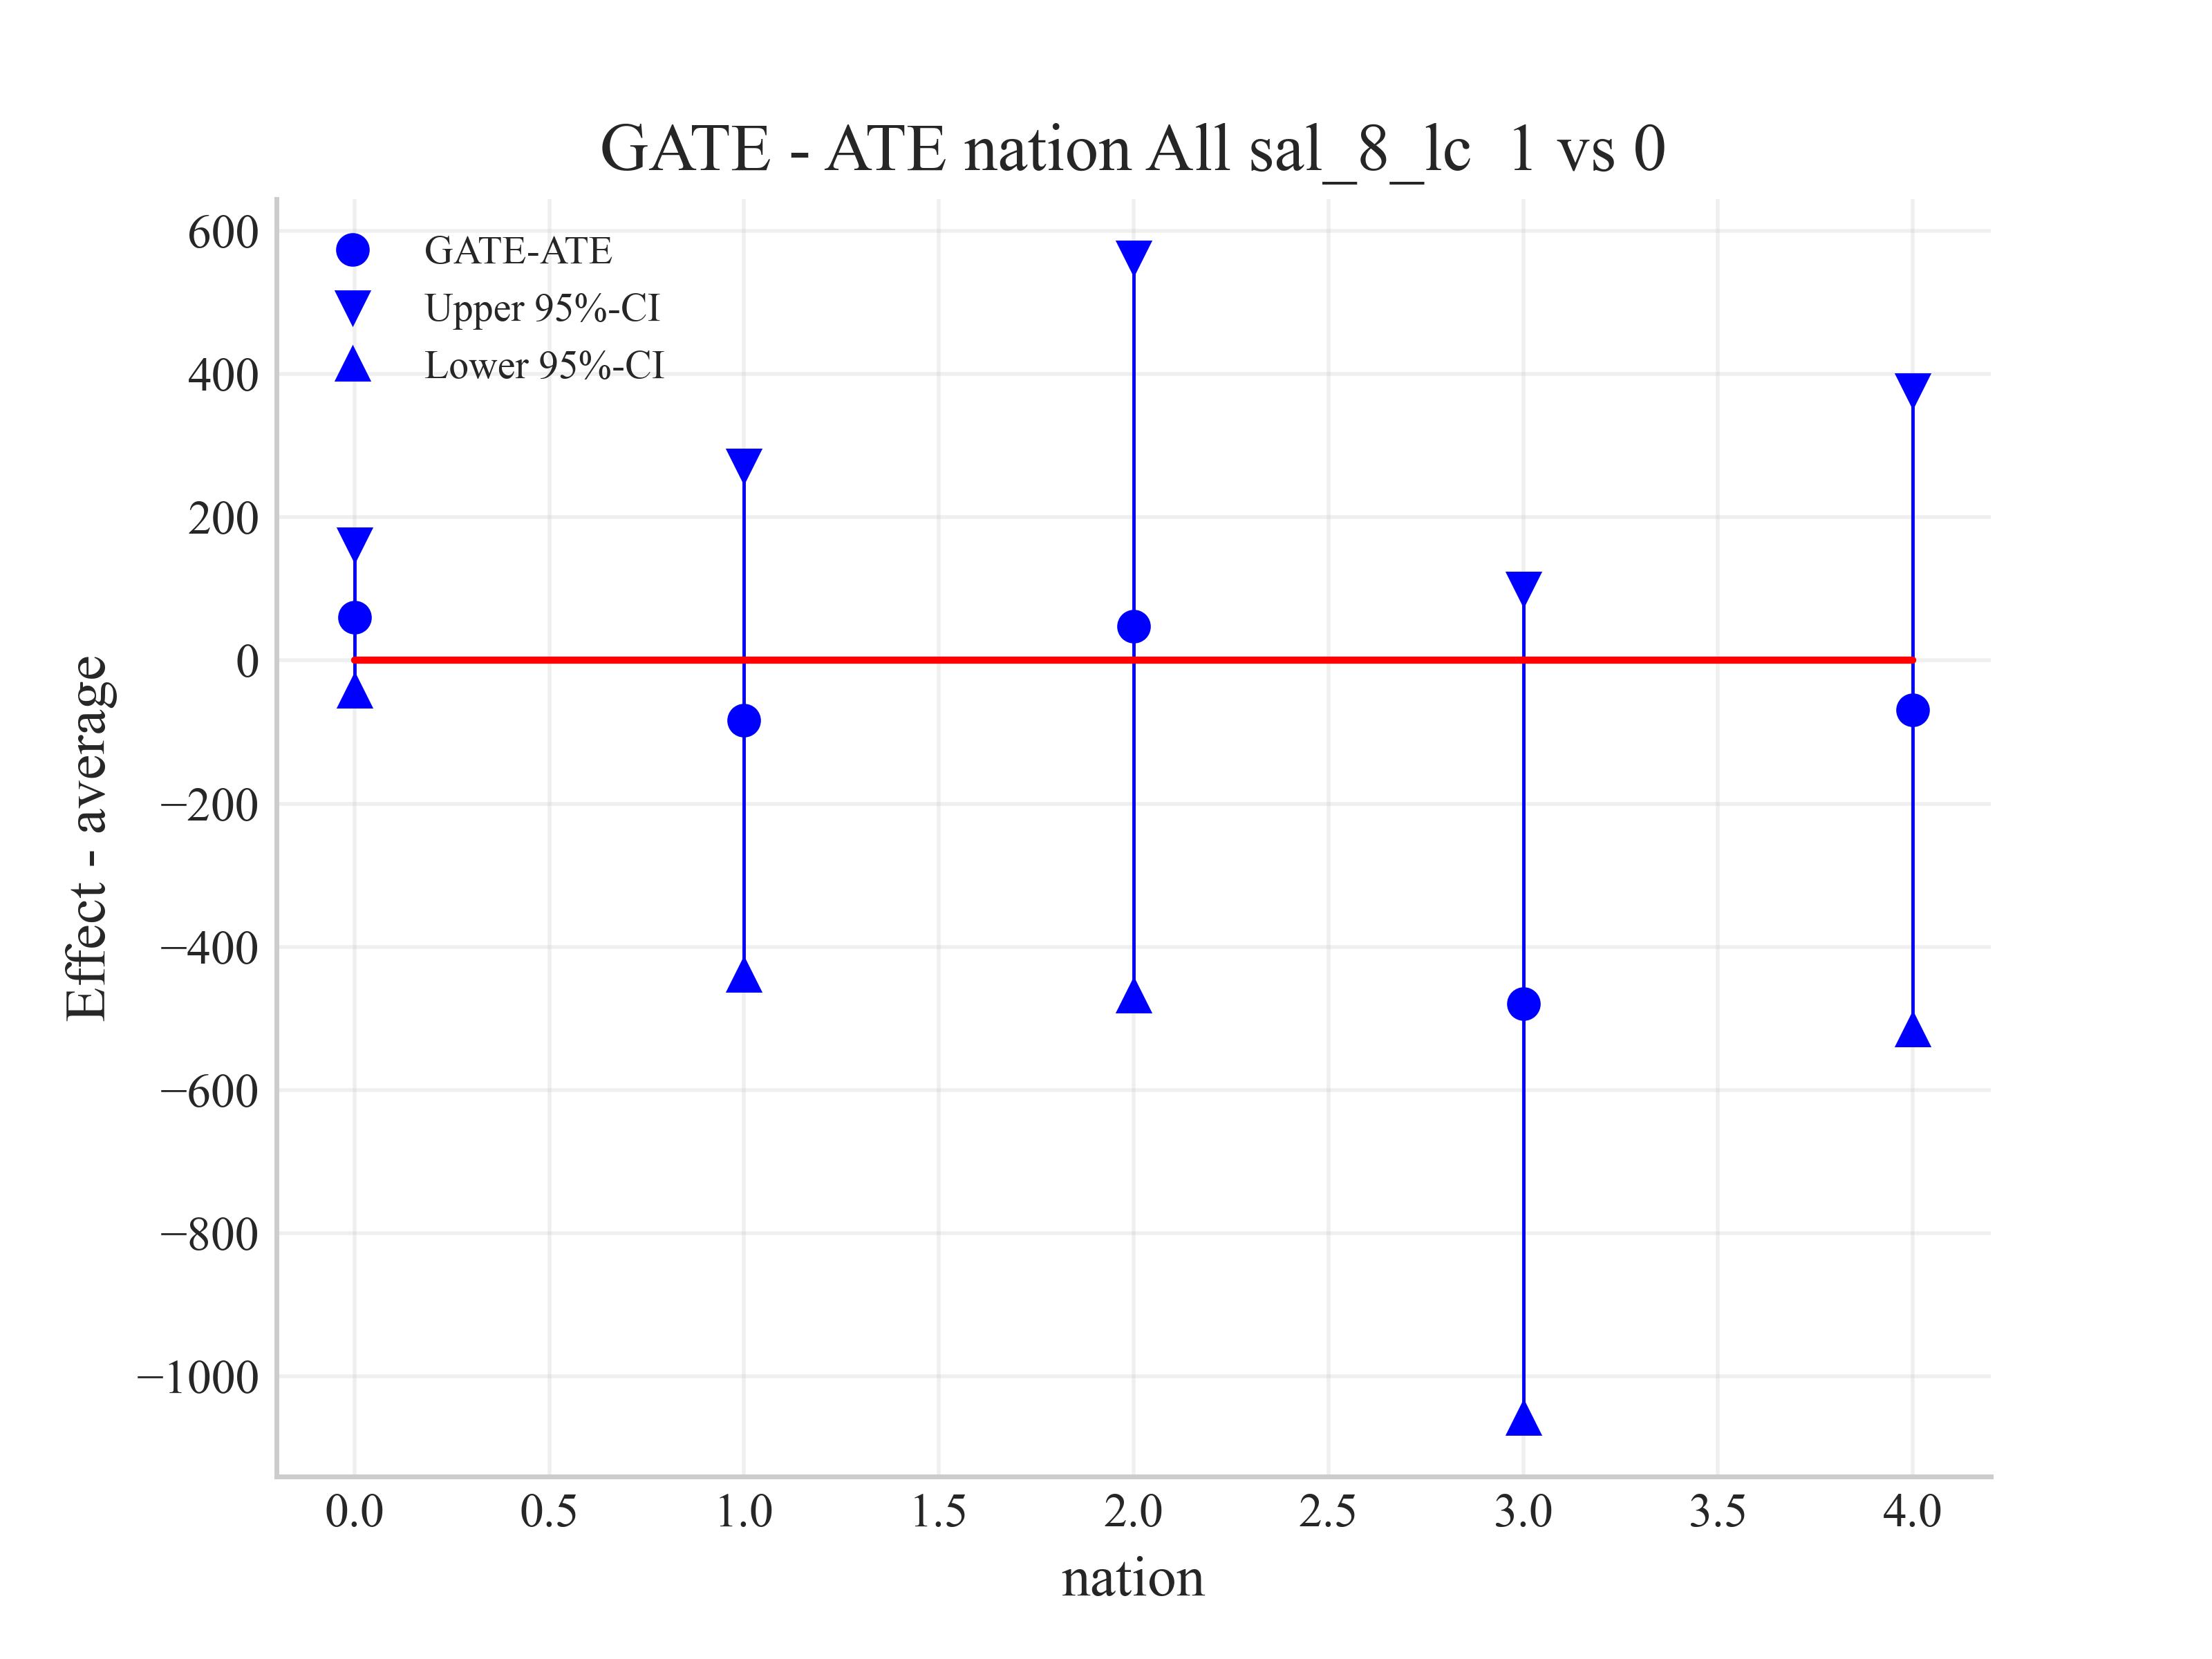 GATE - ATE nation All sal_8_lc  1 vs 0
GATE-ATE
Upper 95%-CI
Lower 95%-CI
600
400
200
0
−200
−400
−600
−800
−1000
Effect - average
0.0 0.5 1.0 1.5 2.0 2.5 3.0 3.5 4.0
nation